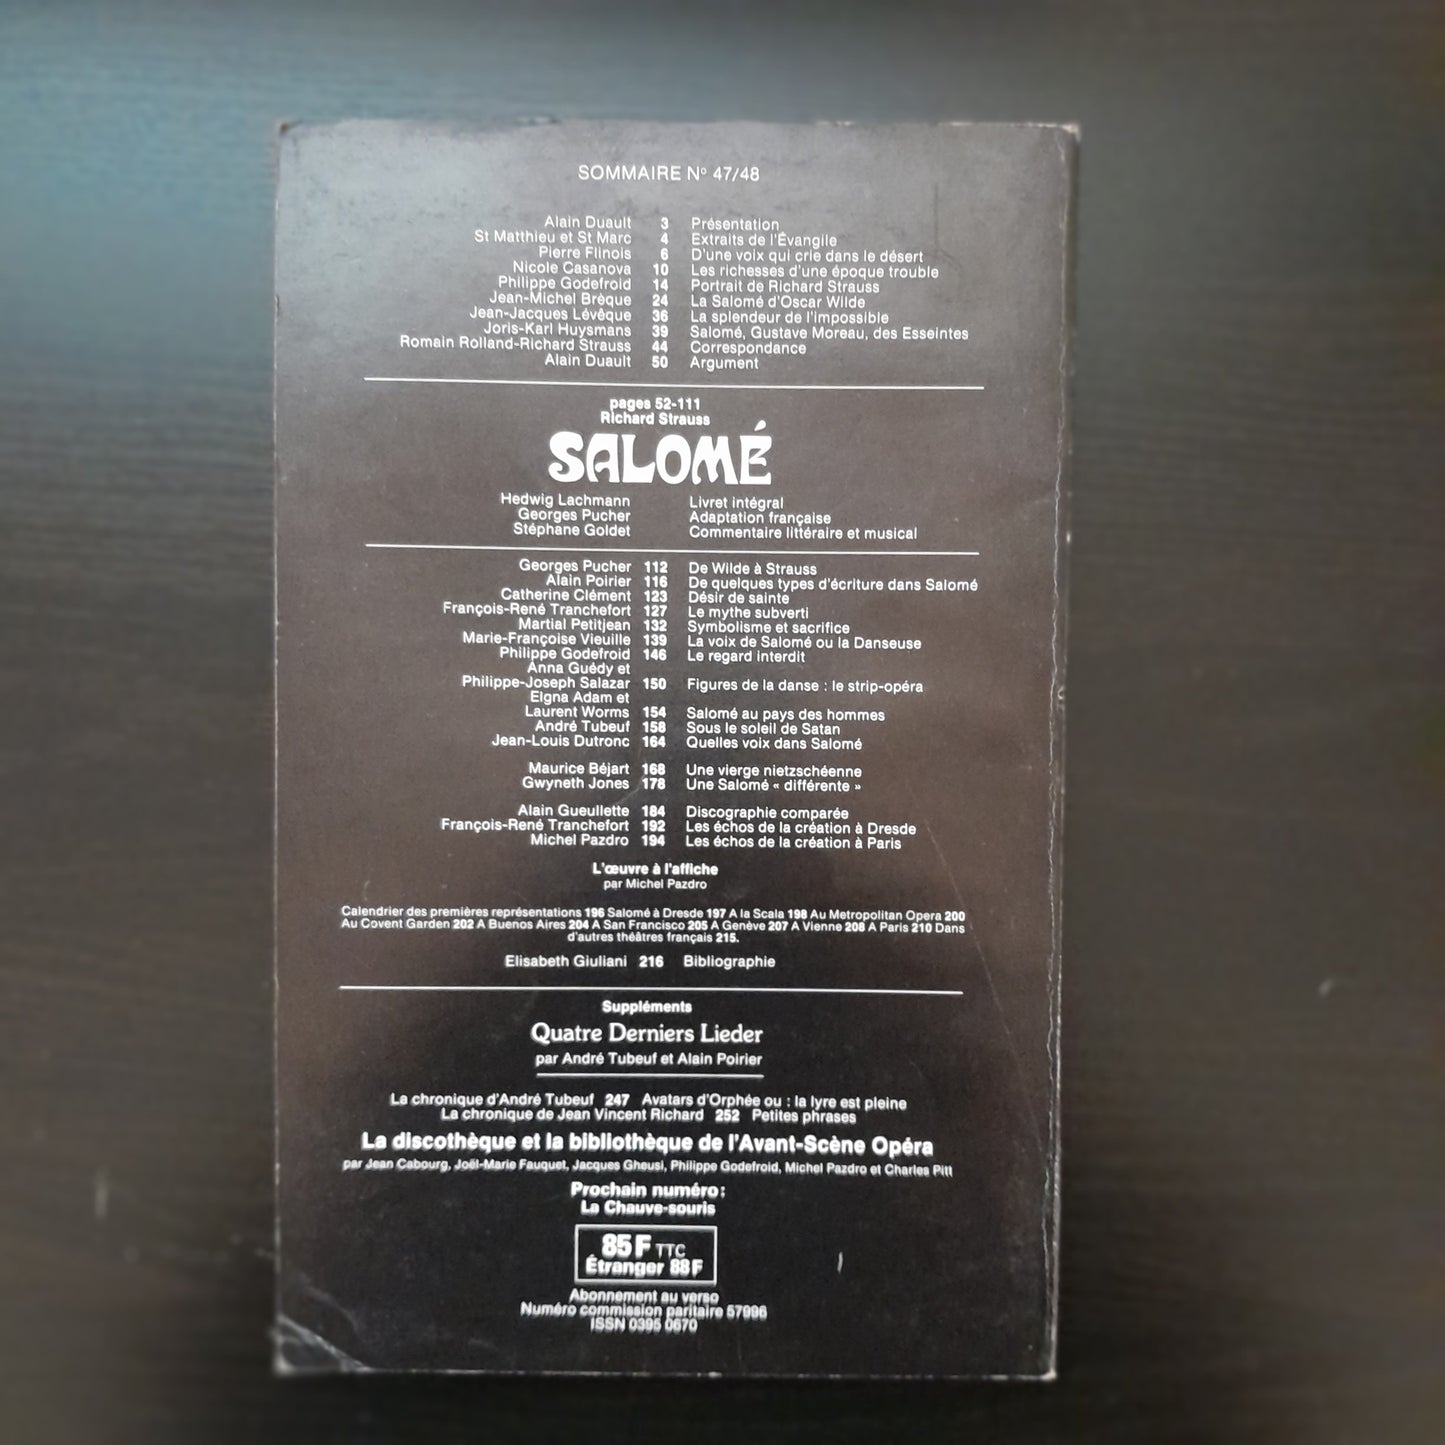 SOMMAIRE Nº 47/48
Alain Duault 3 Présentation
St Matthieu et St Marc 4 Extraits de l'Évangile
Pierre Flinois 6 D'une voix qui crie dans le désert
Nicole Casanova 10 Les richesses d'une époque trouble
Philippe Godefroid 14 Portrait de Richard Strauss
Jean-Michel Brèque 24 La Salomé d'Oscar Wilde
Jean-Jacques Lévêque 36 La splendeur de l'impossible
Joris-Karl Huysmans 39 Salomé, Gustave Moreau, des Esseintes
Romain Rolland-Richard Strauss 44 Correspondance
Alain Duault 50 Argument
pages 52-111
Richard Strauss
SALOMÉ
Hedwig Lachmann Livret intégral
Georges Pucher Adaptation française
Stéphane Goldet Commentaire littéraire et musical
Georges Pucher 112 De Wilde à Strauss
Alain Poirier 116 De quelques types d'écriture dans Salomé
Catherine Clément 123 Désir de sainte
François-René Tranchefort 127 Le mythe subverti
Martial Petitjean 132 Symbolisme et sacrifice
Marie-Françoise Vieuille 139 La voix de Salomé ou la Danseuse
Philippe Godefroid 146 Le regard interdit
Anna Guédy et
Philippe-Joseph Salazar 150 Figures de la danse : le strip-opéra
Elgna Adam et
Laurent Worms 154 Salomé au pays des hommes
André Tubeuf 158 Sous le soleil de Satan
Jean-Louis Dutronc 164 Quelles voix dans Salomé
Maurice Béjart 168 Une vierge nietzschéenne
Gwyneth Jones 178 Une Salomé « différente »
Alain Gueullette 184 Discographie comparée
François-René Tranchefort 192 Les échos de la création à Dresde
Michel Pazdro 194 Les échos de la création à Paris
L'œuvre à l'affiche
par Michel Pazdro
Calendrier des premières représentations 196 Salomé à Dresde 197 A la Scala 198 Au Metropolitan Opera 200
Au Covent Garden 202 A Buenos Aires 204 A San Francisco 205 A Genève 207 A Vienne 208 A Paris 210 Dans
d'autres théâtres français 215.
Elisabeth Giuliani 216 Bibliographie
Suppléments
Quatre Derniers Lieder
par André Tubeuf et Alain Poirier
La chronique d'André Tubeuf 247 Avatars d'Orphée ou : la lyre est pleine
La chronique de Jean Vincent Richard 252 Petites phrases
La discothèque et la bibliothèque de l'Avant-Scène Opéra
par Jean Cabourg, Joël-Marie Fauquet, Jacques Gheusi, Philippe Godefroid, Michel Pazdro et Charles Pitt
Prochain numéro :
La Chauve-souris
85 F TTC
Étranger 88 F
Abonnement au verso
Numéro commission paritaire 57996
ISSN 0395 0670